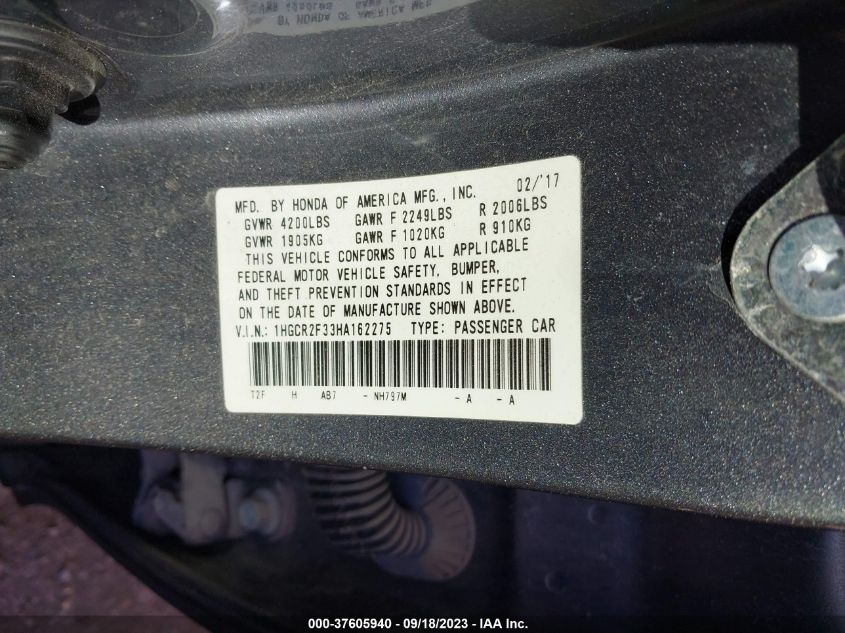 MFD. BY HONDA OF AMERICA MFG., INC. 02/'17
GVWR 4200LBS GAWR F 2249LBS R 2006LBS
GVWR 1905KG GAWR F 1020KG R 910KG
THIS VEHICLE CONFORMS TO ALL APPLICABLE
FEDERAL MOTOR VEHICLE SAFETY, BUMPER,
AND THEFT PREVENTION STANDARDS IN EFFECT
ON THE DATE OF MANUFACTURE SHOWN ABOVE.
V.I.N.: 1HGCR2F33HA162275 TYPE: PASSENGER CAR
T2F H AB7 - NH797M - A - A
000-37605940 - 09/18/2023 - IAA Inc.